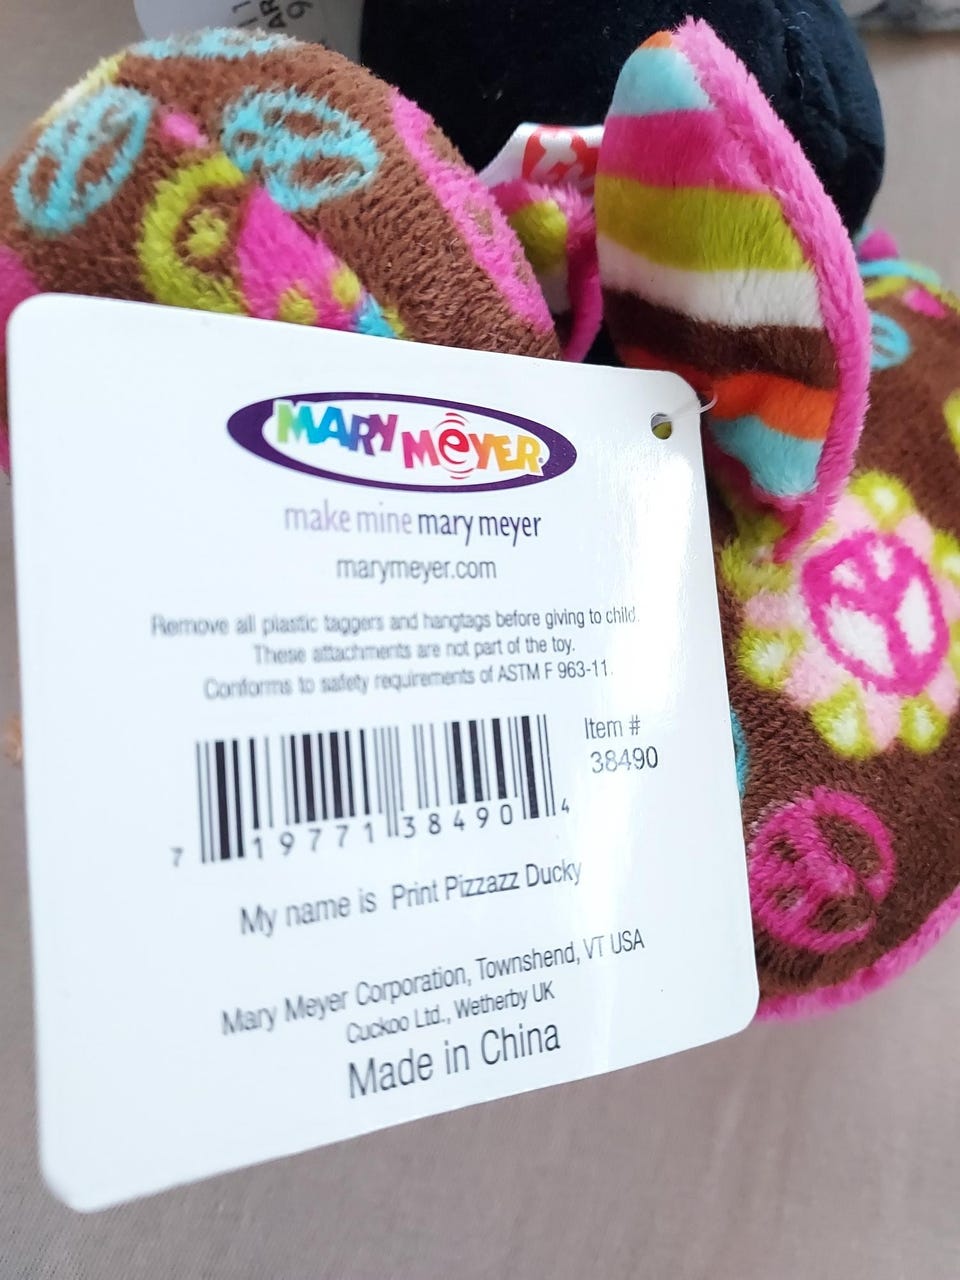 MARY MEYER
make mine mary meyer
marymeyer.com
Remove all plastic taggers and hangtags before giving to child.
These attachments are not part of the toy.
Conforms to safety requirements of ASTM F 963-11.
Item #
38490
7 19771 38490 4
My name is Print Pizzazz Ducky
Mary Meyer Corporation, Townshend, VT USA
Cuckoo Ltd., Wetherby UK
Made in China